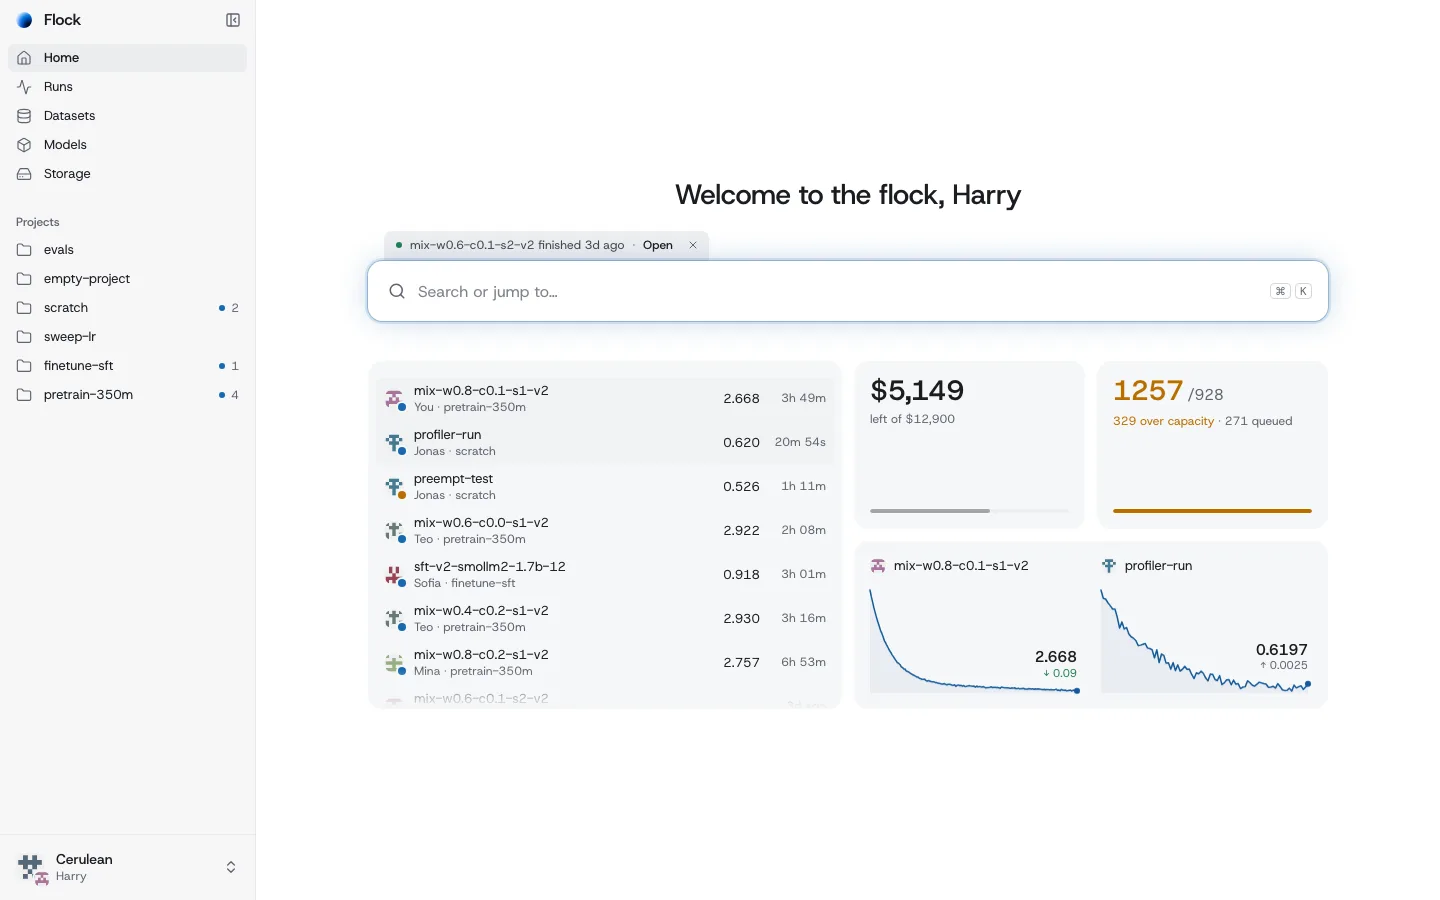 Flock
Home
Runs
Datasets
Models
Storage
Projects
evals
empty-project
scratch 2
sweep-lr
finetune-sft 1
pretrain-350m 4
Cerulean
Harry
Welcome to the flock, Harry
mix-w0.6-c0.1-s2-v2 finished 3d ago · Open
Search or jump to... ⌘ K
mix-w0.8-c0.1-s1-v2 2.668 3h 49m
You · pretrain-350m
profiler-run 0.620 20m 54s
Jonas · scratch
preempt-test 0.526 1h 11m
Jonas · scratch
mix-w0.6-c0.0-s1-v2 2.922 2h 08m
Teo · pretrain-350m
sft-v2-smollm2-1.7b-12 0.918 3h 01m
Sofia · finetune-sft
mix-w0.4-c0.2-s1-v2 2.930 3h 16m
Teo · pretrain-350m
mix-w0.8-c0.2-s1-v2 2.757 6h 53m
Mina · pretrain-350m
mix-w0.6-c0.1-s2-v2 3d ago
$5,149
left of $12,900
1257 /928
329 over capacity · 271 queued
mix-w0.8-c0.1-s1-v2
2.668
↓ 0.09
profiler-run
0.6197
↑ 0.0025